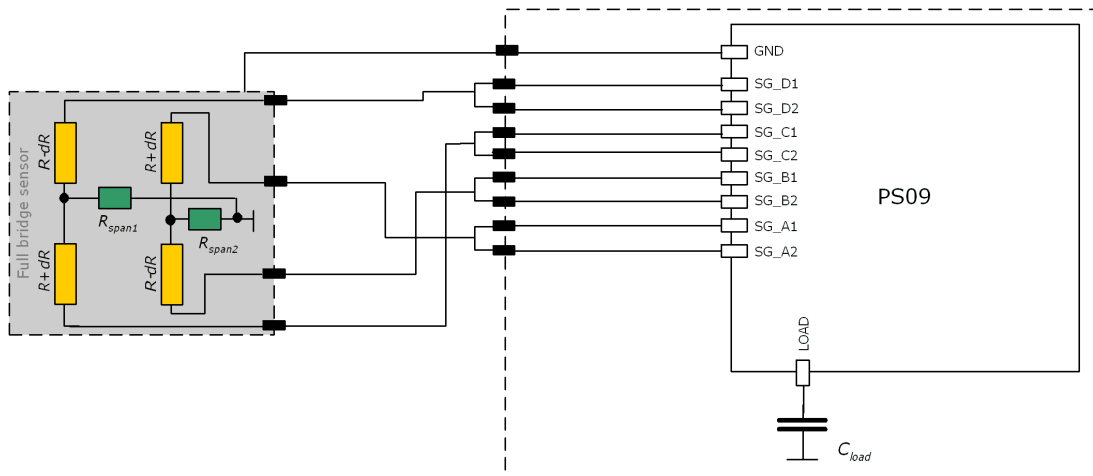 GND
SG_D1
SG_D2
SG_C1
SG_C2
SG_B1
SG_B2
SG_A1
SG_A2
PS09
LOAD
Cload
Full bridge sensor
R-dR
R+dR
Rspan1
Rspan2
R+dR
R-dR